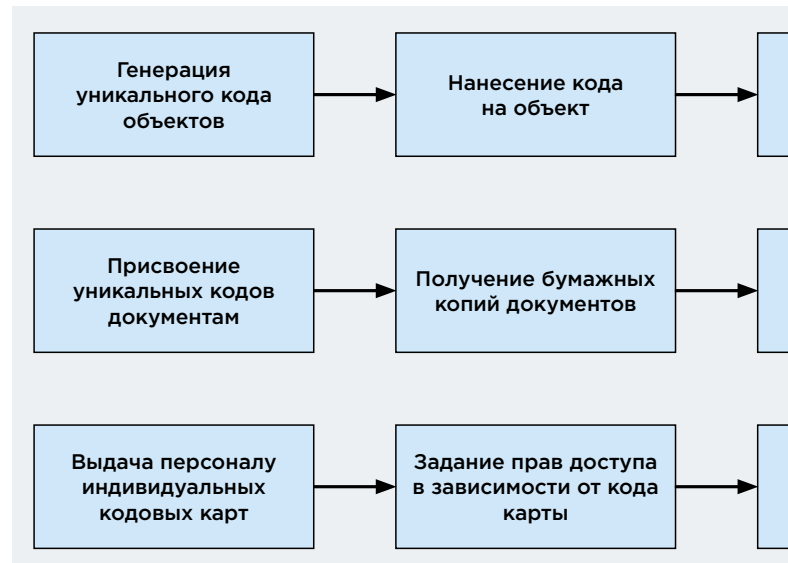 Генерация
уникального кода
объектов
Нанесение кода
на объект
Присвоение
уникальных кодов
документам
Получение бумажных
копий документов
Выдача персоналу
индивидуальных
кодовых карт
Задание прав доступа
в зависимости от кода
карты